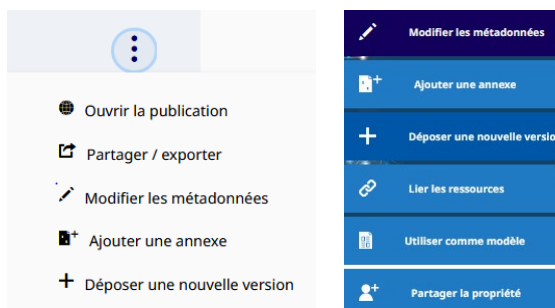 Ouvrir la publication
Partager / exporter
Modifier les métadonnées
Ajouter une annexe
Déposer une nouvelle version
Modifier les métadonnées
Ajouter une annexe
Déposer une nouvelle versio
Lier les ressources
Utiliser comme modèle
Partager la propriété